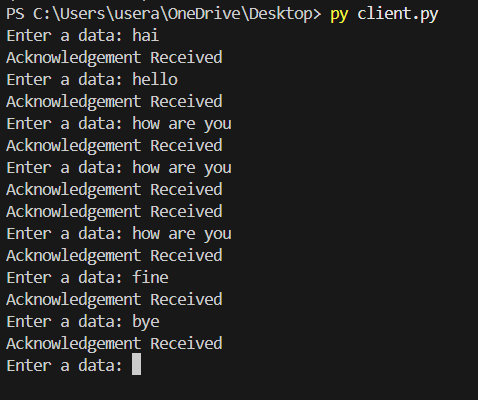 PS C:\Users\usera\OneDrive\Desktop> py client.py
Enter a data: hai
Acknowledgement Received
Enter a data: hello
Acknowledgement Received
Enter a data: how are you
Acknowledgement Received
Enter a data: how are you
Acknowledgement Received
Acknowledgement Received
Enter a data: how are you
Acknowledgement Received
Enter a data: fine
Acknowledgement Received
Enter a data: bye
Acknowledgement Received
Enter a data: